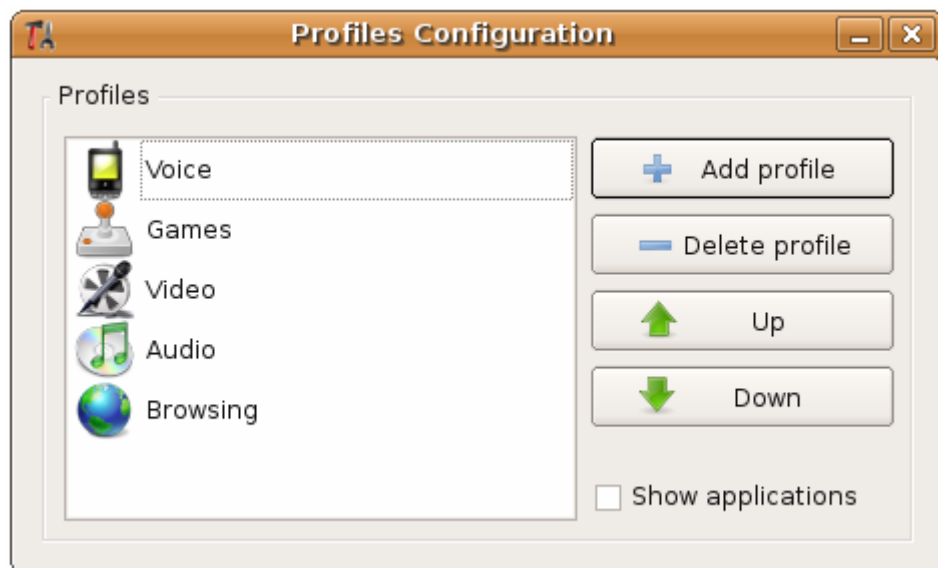 Profiles Configuration
Profiles
Voice
Games
Video
Audio
Browsing
Add profile
Delete profile
Up
Down
Show applications